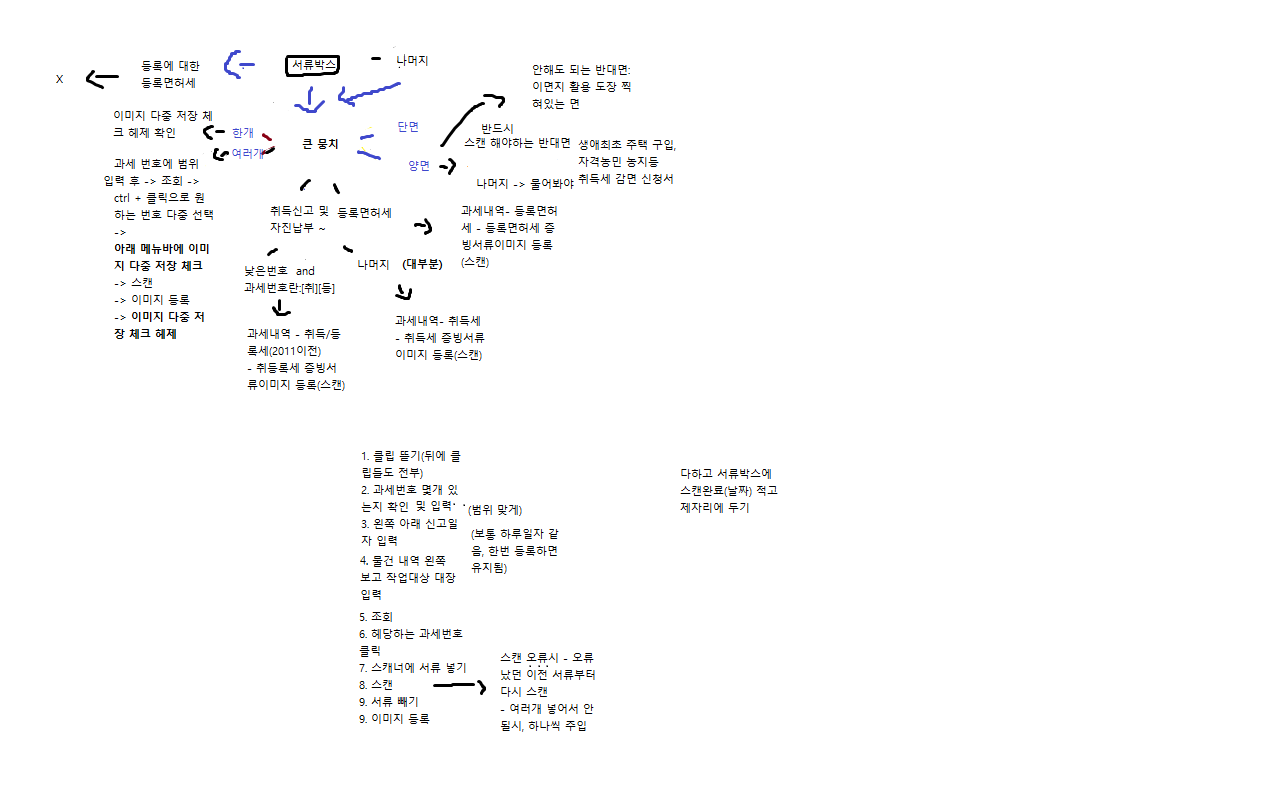 서류박스
나머지
등록에 대한
등록면허세
X
안해도 되는 반대면:
이면지 활용 도장 찍
혀있는 면
이미지 다중 저장 체
크 헤제 확인
한개
여러개
큰 뭉치
단면
양면
반드시
스캔 해야하는 반대면
생애최초 주택 구입,
자격농민 농지등
취득세 감면 신청서
나머지 -> 물어봐야
과세 번호에 범위
입력 후 -> 조회 ->
ctrl + 클릭으로 원
하는 번호 다중 선택
->
아래 메뉴바에 이미
지 다중 저장 체크
-> 스캔
-> 이미지 등록
-> 이미지 다중 저
장 체크 헤제
취득신고 및
자진납부 ~
등록면허세
과세내역- 등록면허
세 - 등록면허세 증
빙서류이미지 등록
(스캔)
낮은번호 and
과세번호란:[취][등]
나머지 (대부분)
과세내역 - 취득/등
록세(2011이전)
- 취등록세 증빙서
류이미지 등록(스캔)
과세내역- 취득세
- 취득세 증빙서류
이미지 등록(스캔)
1. 클립 뜯기(뒤에 클
립들도 전부)
2. 과세번호 몇개 있
는지 확인 및 입력
(범위 맞게)
3. 왼쪽 아래 신고일
자 입력
(보통 하루일자 같
음, 한번 등록하면
유지됨)
4. 물건 내역 왼쪽
보고 작업대상 대장
입력
5. 조회
6. 헤당하는 과세번호
클릭
7. 스캐너에 서류 넣기
8. 스캔
9. 서류 빼기
9. 이미지 등록
스캔 오류시 - 오류
났던 이전 서류부터
다시 스캔
- 여러개 넣어서 안
될시, 하나씩 주입
다하고 서류박스에
스캔완료(날짜) 적고
제자리에 두기